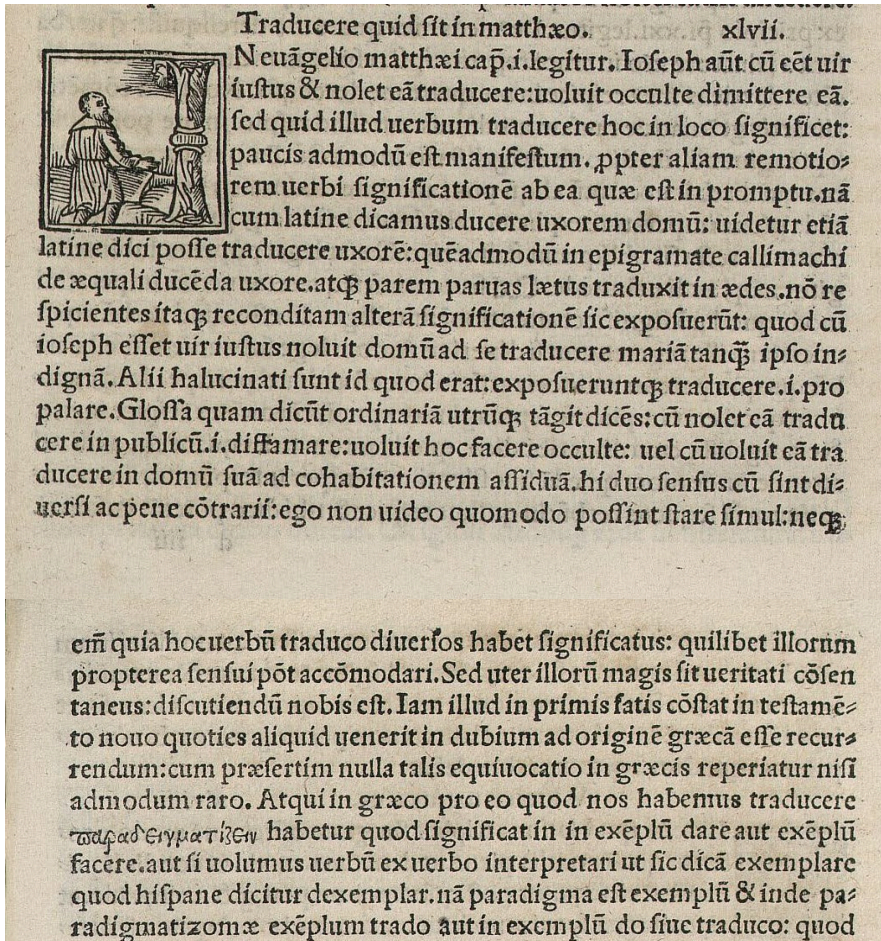 Traducere quid sit in matthæo. xlvii.
N euãgelio matthæi cap̃.i.legitur. Ioseph aũt cũ eẽt uir
iustus & nolet eã traducere:uoluit occulte dimittere eã.
sed quid illud uerbum traducere hoc in loco significet:
paucis admodũ est manifestum. ꝓpter aliam remotio⸗
rem uerbi significationẽ ab ea quæ est in promptu.nã
cum latine dicamus ducere uxorem domũ: uidetur etiã
latine dici posse traducere uxorẽ:quẽadmodũ in epigramate callimachi
de æquali ducẽda uxore.atqꝫ parem paruas lætus traduxit in ædes.nõ re
spicientes itaqꝫ reconditam alterã significationẽ sic exposuerũt: quod cũ
ioseph esset uir iustus noluit domũ ad se traducere mariã tanqꝫ̃ ipso in⸗
dignã. Alii halucinati sunt id quod erat:exposueruntqꝫ traducere.i.pro
palare. Glossa quam dicũt ordinariã utrũqꝫ tãgit dicẽs:cũ nolet eã tradu
cere in publicũ.i.diffamare:uoluit hoc facere occulte: uel cũ uoluit eã tra
ducere in domũ suã ad cohabitationem assiduã.hi duo sensus cũ sint di⸗
uersi ac pene cõtrarii:ego non uideo quomodo possint stare simul:neqꝫ
em̃ quia hoc uerbũ traduco diuersos habet significatus: quilibet illorum
propterea sensui põt accõmodari. Sed uter illorũ magis sit ueritati cõsen
taneus:discutiendũ nobis est. Iam illud in primis satis cõstat in testamẽ⸗
to nouo quoties aliquid uenerit in dubium ad originẽ græcã esse recur⸗
rendum:cum præsertim nulla talis equiuocatio in græcis reperiatur nisi
admodum raro. Atqui in græco pro eo quod nos habemus traducere
παραδειγματίζειν habetur quod significat in in exẽplũ dare aut exẽplũ
facere.aut si uolumus uerbũ ex uerbo interpretari ut sic dicã exemplare
quod hispane dicitur dexemplar.nã paradigma est exemplũ & inde pa⸗
radigmatizomæ exẽplum trado aut in exemplũ do siue traduco: quod